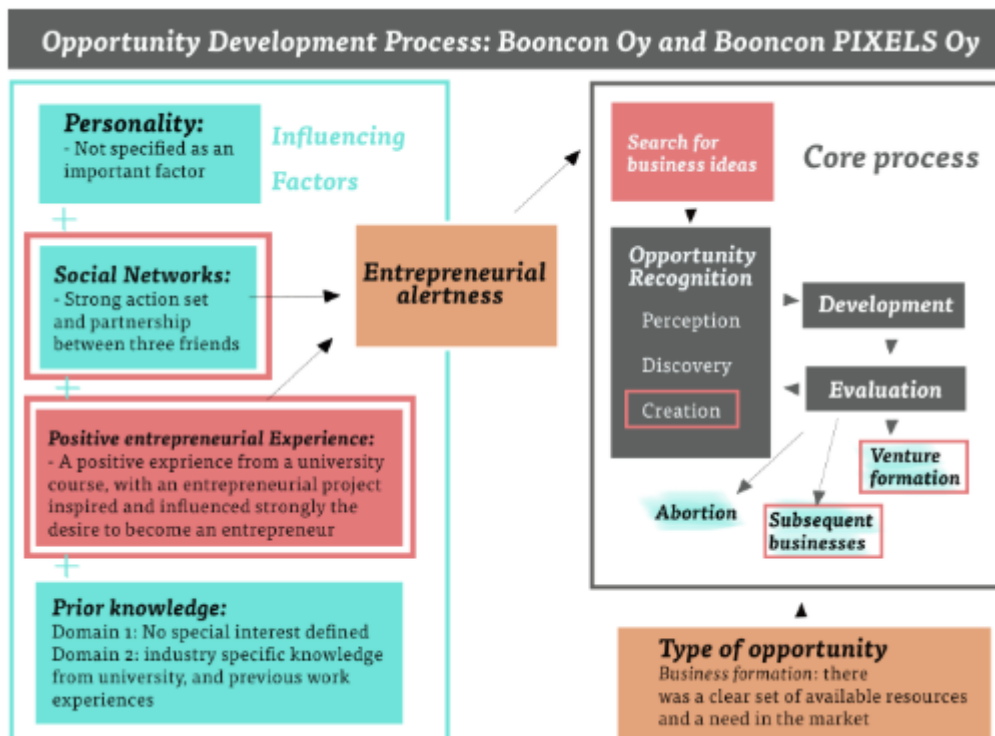 Opportunity Development Process: Booncon Oy and Booncon PIXELS Oy
Personality:
- Not specified as an
important factor
Influencing
Factors
+
Social Networks:
- Strong action set
and partnership
between three friends
+
Positive entrepreneurial Experience:
- A positive exprience from a university
course, with an entrepreneurial project
inspired and influenced strongly the
desire to become an entrepreneur
+
Prior knowledge:
Domain 1: No special interest defined
Domain 2: industry specific knowledge
from university, and previous work
experiences
Entrepreneurial
alertness
Search for
business ideas
Core process
Opportunity
Recognition
Perception
Discovery
Creation
Development
Evaluation
Venture
formation
Abortion
Subsequent
businesses
Type of opportunity
Business formation: there
was a clear set of available resources
and a need in the market